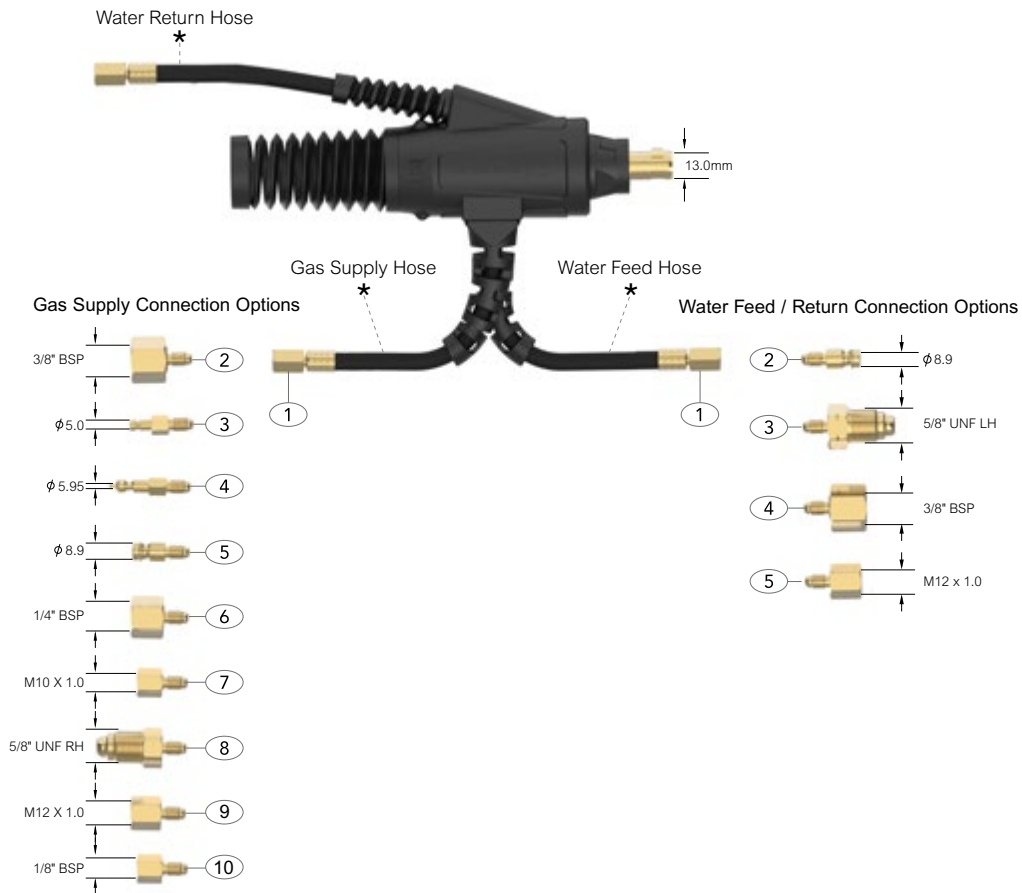 Water Return Hose
★
13.0mm
Gas Supply Hose
★
Water Feed Hose
★
1
1
Gas Supply Connection Options
3/8" BSP 2
ϕ5.0 3
ϕ5.95 4
ϕ8.9 5
1/4" BSP 6
M10 X 1.0 7
5/8" UNF RH 8
M12 X 1.0 9
1/8" BSP 10
Water Feed / Return Connection Options
2 ϕ8.9
3 5/8" UNF LH
4 3/8" BSP
5 M12 x 1.0